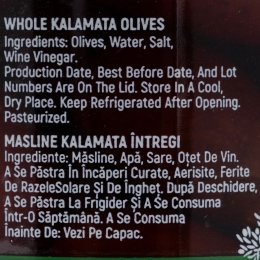 WHOLE KALAMATA OLIVES
Ingredients: Olives, Water, Salt,
Wine Vinegar.
Production Date, Best Before Date, And Lot
Numbers Are On The Lid. Store In A Cool,
Dry Place. Keep Refrigerated After Opening.
Pasteurized.
MASLINE KALAMATA ÎNTREGI
Ingrediente: Măsline, Apă, Sare, Oțet De Vin.
A Se Păstra În Încăperi Curate, Aerisite, Ferite
De RazeleSolare Și De Îngheț. După Deschidere,
A Se Păstra La Frigider Și A Se Consuma
Într-O Săptămână. A Se Consuma
Înainte De: Vezi Pe Capac.